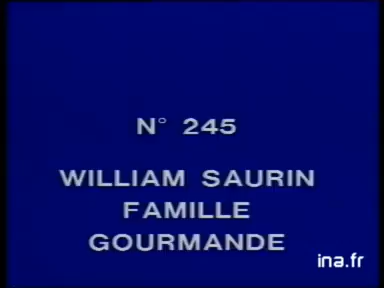 N° 245
WILLIAM SAURIN
FAMILLE
GOURMANDE
ina.fr